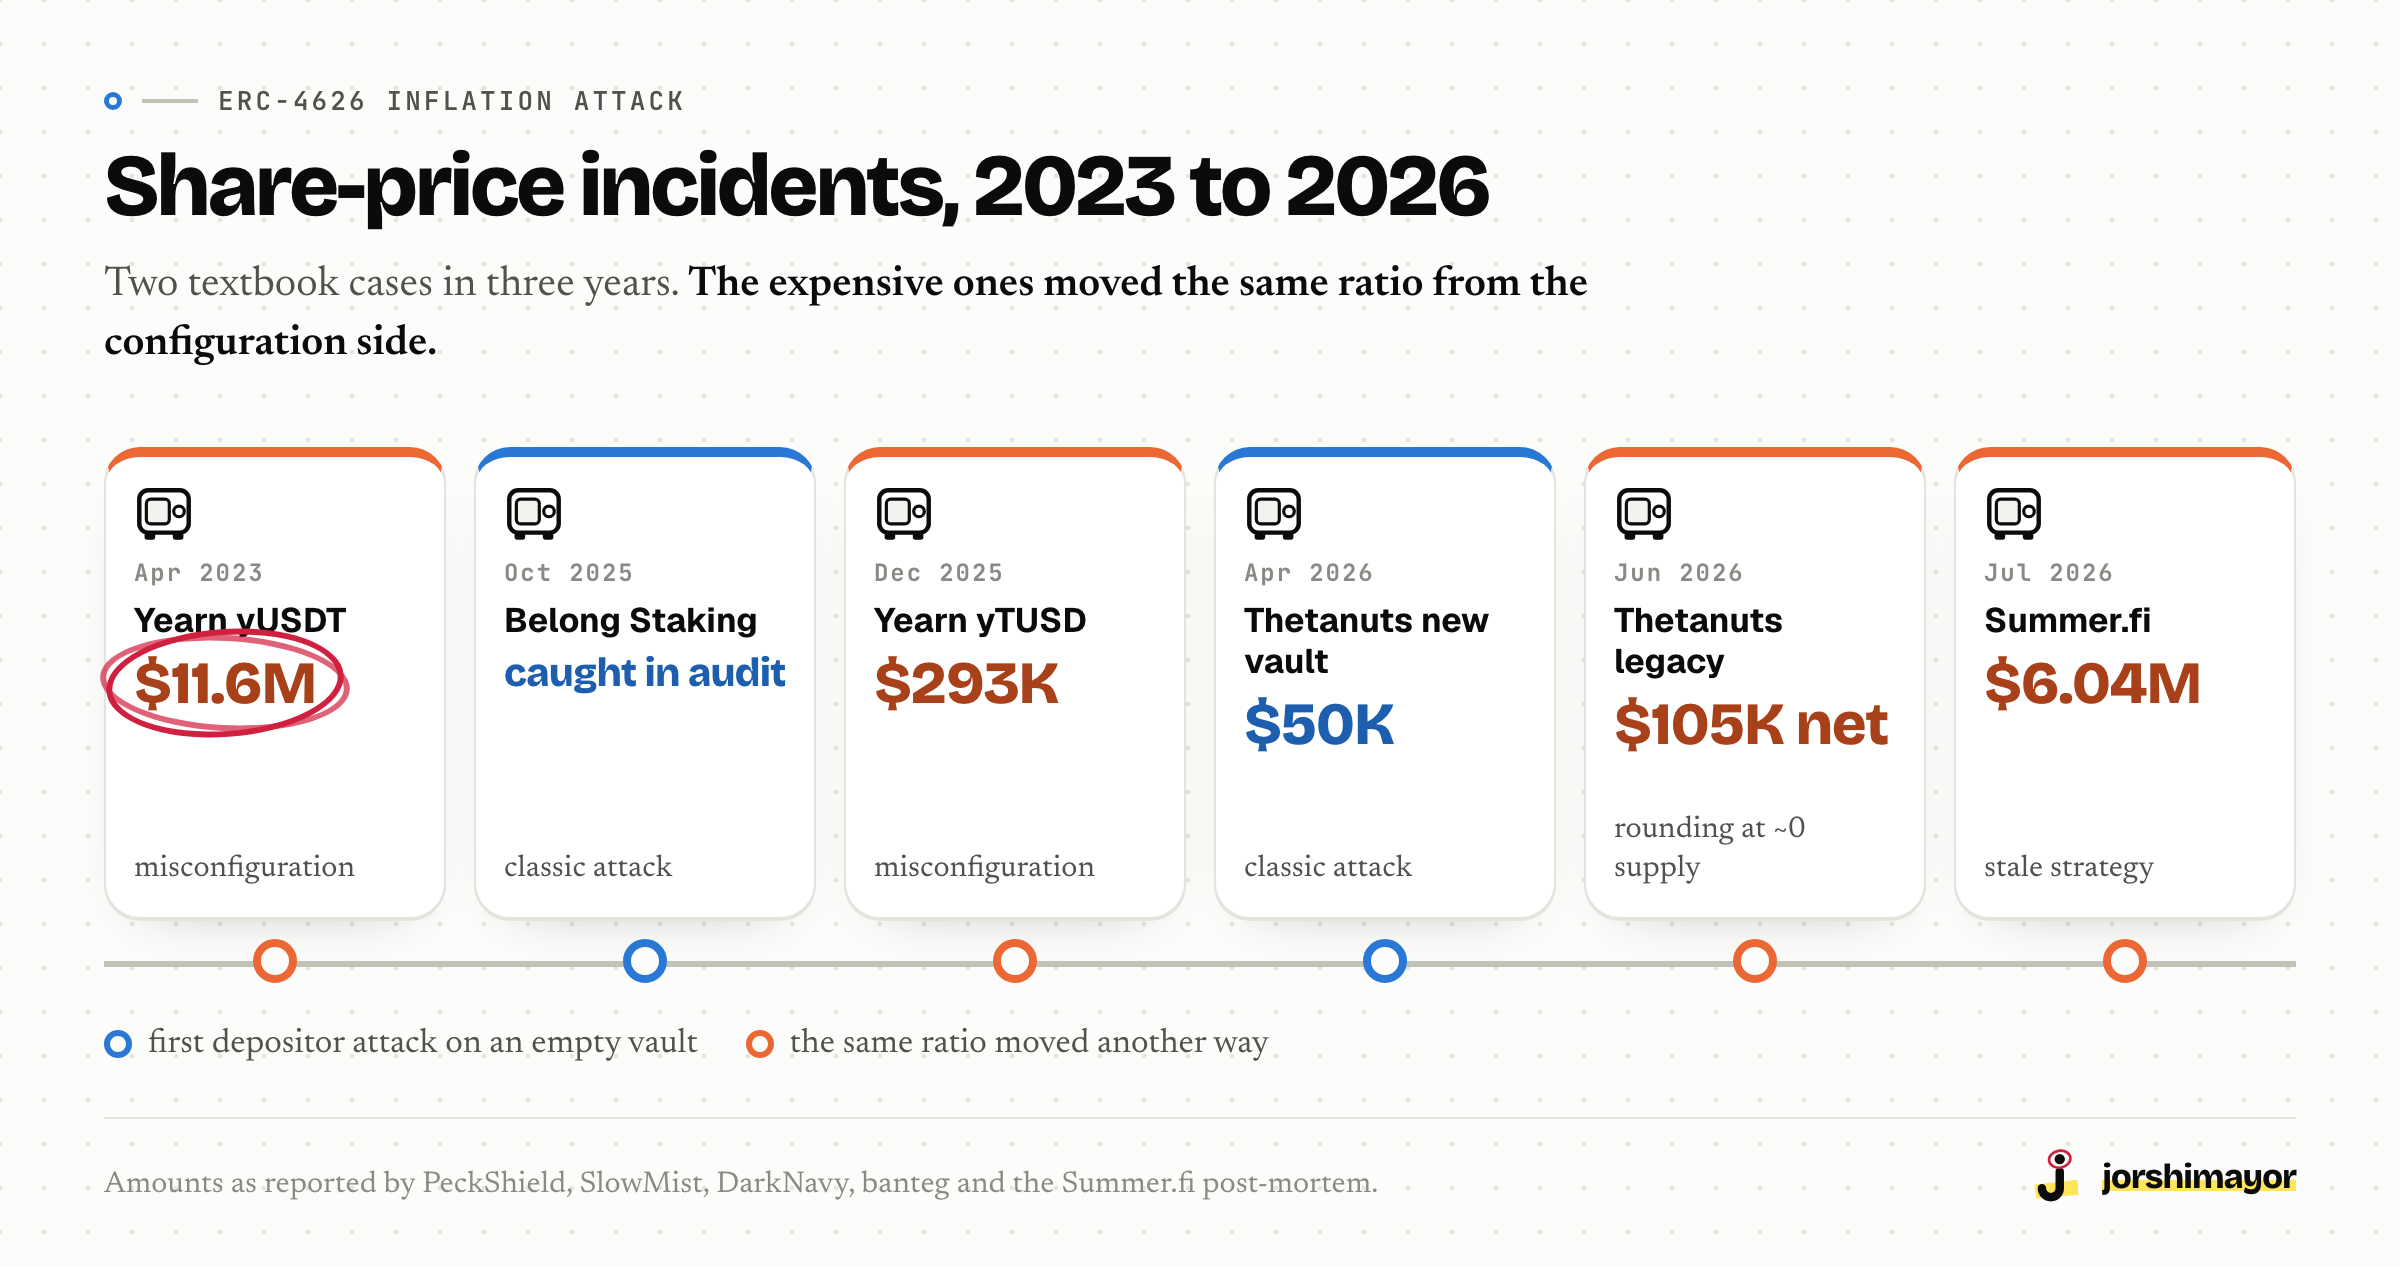 ERC-4626 INFLATION ATTACK
Share-price incidents, 2023 to 2026
Two textbook cases in three years. The expensive ones moved the same ratio from the
configuration side.
Apr 2023
Yearn yUSDT
$11.6M
misconfiguration
Oct 2025
Belong Staking
caught in audit
classic attack
Dec 2025
Yearn yTUSD
$293K
misconfiguration
Apr 2026
Thetanuts new
vault
$50K
classic attack
Jun 2026
Thetanuts
legacy
$105K net
rounding at ~0
supply
Jul 2026
Summer.fi
$6.04M
stale strategy
first depositor attack on an empty vault
the same ratio moved another way
Amounts as reported by PeckShield, SlowMist, DarkNavy, banteg and the Summer.fi post-mortem.
jorshimayor